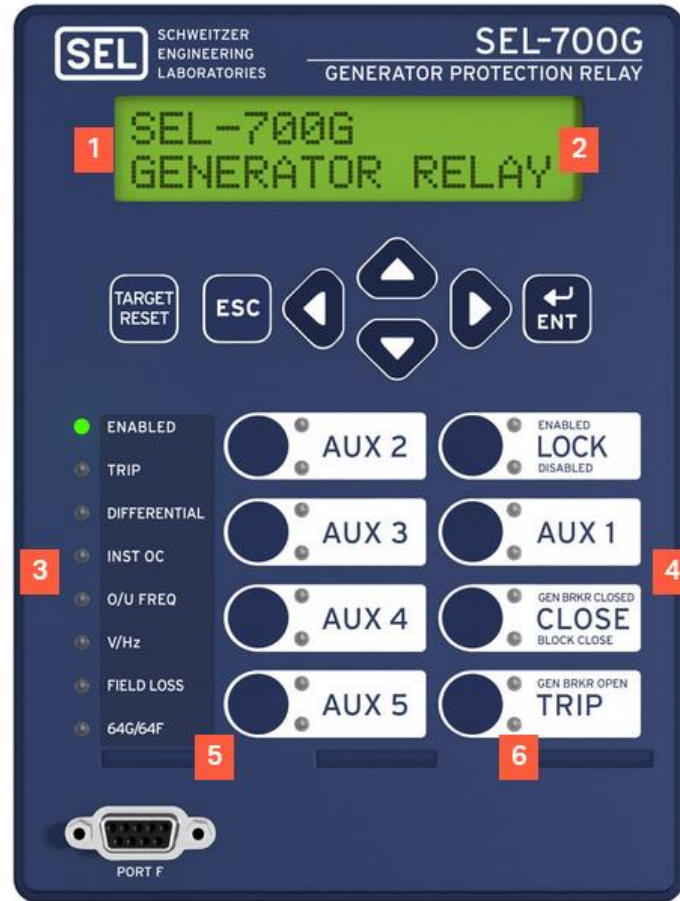 SEL
SCHWEITZER
ENGINEERING
LABORATORIES
SEL-700G
GENERATOR PROTECTION RELAY
1
SEL-700G
GENERATOR RELAY
2
TARGET
RESET
ESC
ENT
3
ENABLED
TRIP
DIFFERENTIAL
INST OC
O/U FREQ
V/Hz
FIELD LOSS
64G/64F
AUX 2
AUX 3
AUX 4
AUX 5
ENABLED
LOCK
DISABLED
AUX 1
GEN BRKR CLOSED
CLOSE
BLOCK CLOSE
GEN BRKR OPEN
TRIP
4
5
6
PORT F